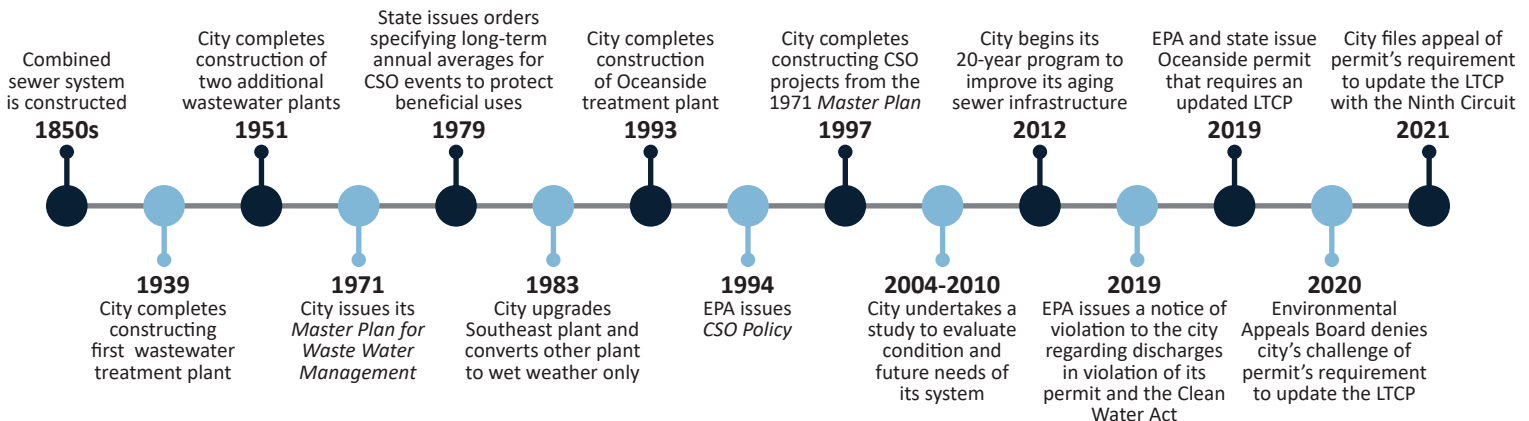 Combined
sewer system
is constructed
1850s
City completes
constructing
first wastewater
treatment plant
1939
City completes
construction of
two additional
wastewater plants
1951
1971
City issues its
Master Plan for
Waste Water
Management
State issues orders
specifying long-term
annual averages for
CSO events to protect
beneficial uses
1979
1983
City upgrades
Southeast plant and
converts other plant
to wet weather only
City completes
construction
of Oceanside
treatment plant
1993
1994
EPA issues
CSO Policy
City completes
constructing CSO
projects from the
1971 Master Plan
1997
2004-2010
City undertakes a
study to evaluate
condition and
future needs of
its system
City begins its
20-year program to
improve its aging
sewer infrastructure
2012
2019
EPA issues a notice of
violation to the city
regarding discharges
in violation of its
permit and the Clean
Water Act
EPA and state issue
Oceanside permit
that requires an
updated LTCP
2019
2020
Environmental
Appeals Board denies
city’s challenge of
permit’s requirement
to update the LTCP
City files appeal of
permit’s requirement
to update the LTCP
with the Ninth Circuit
2021